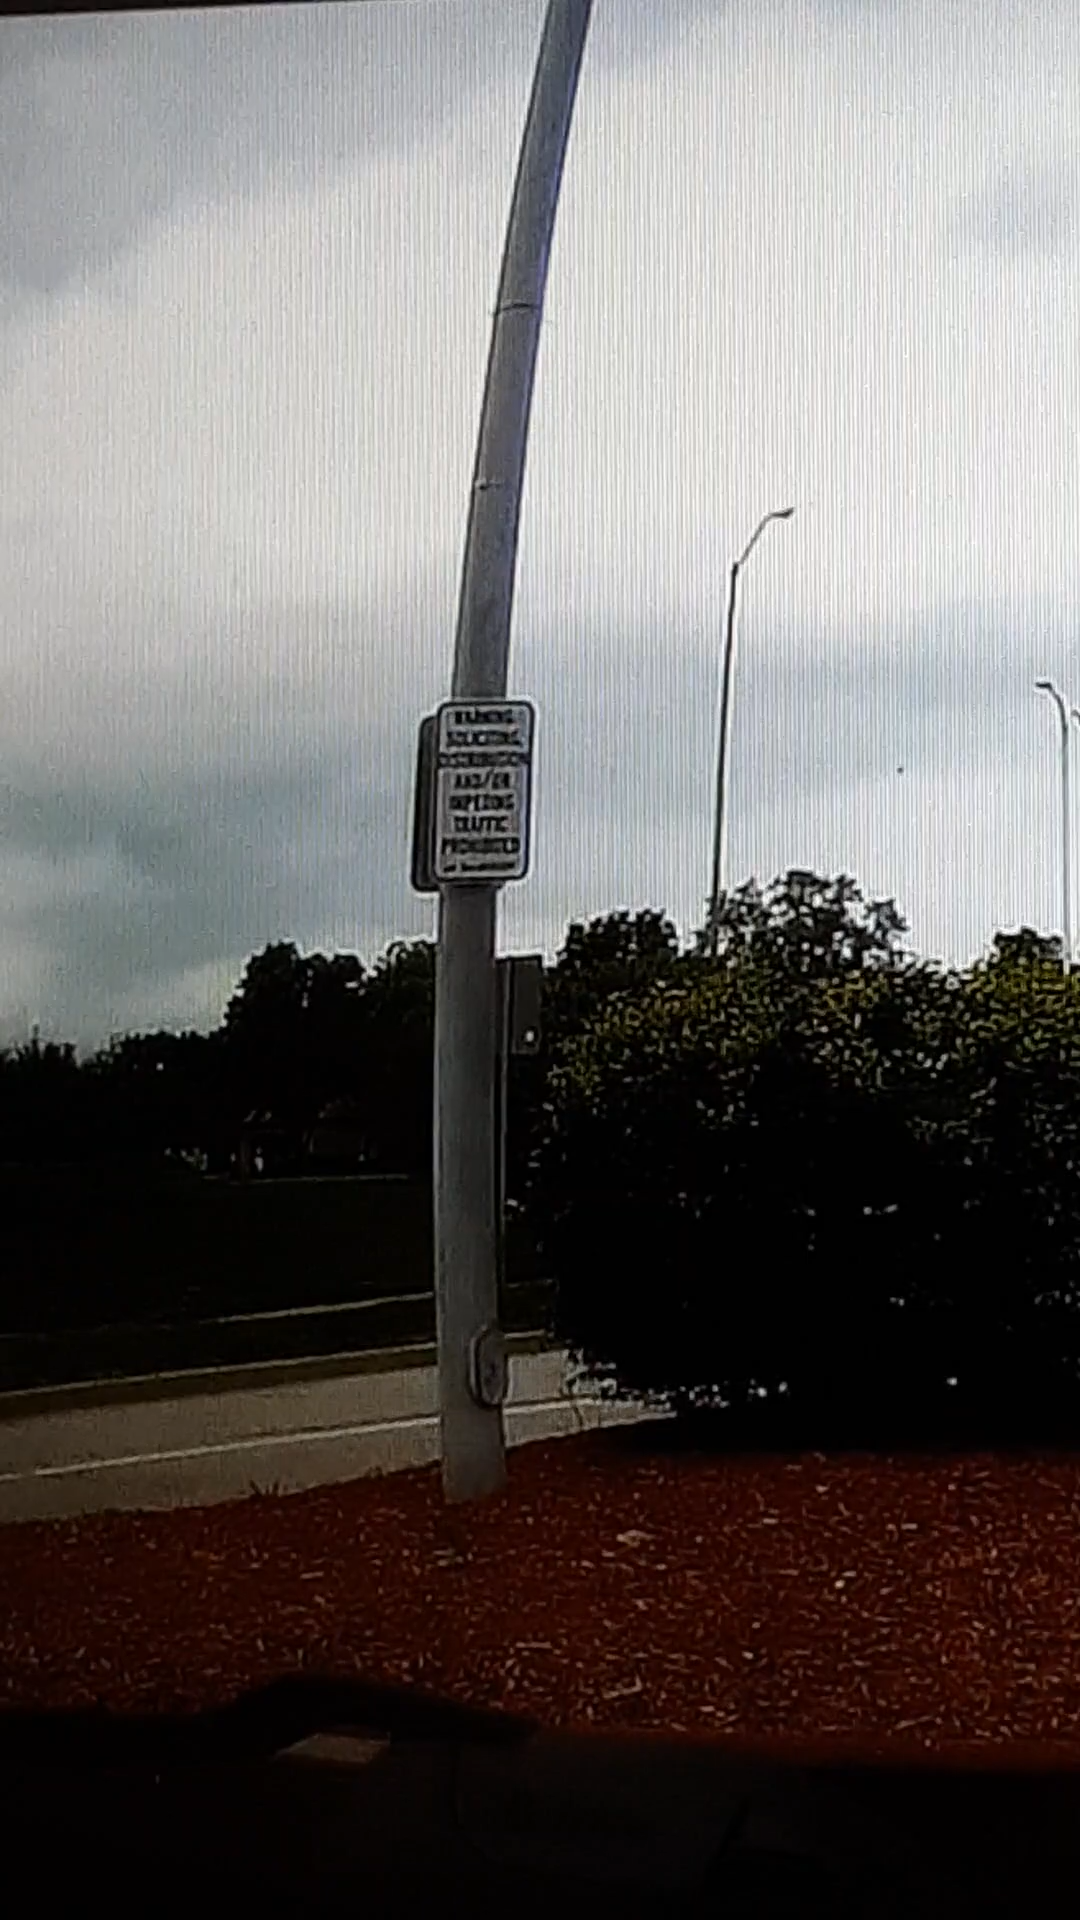 WARNING
SOLICITING
DISTRIBUTION
AND/OR
IMPEDING
TRAFFIC
PROHIBITED